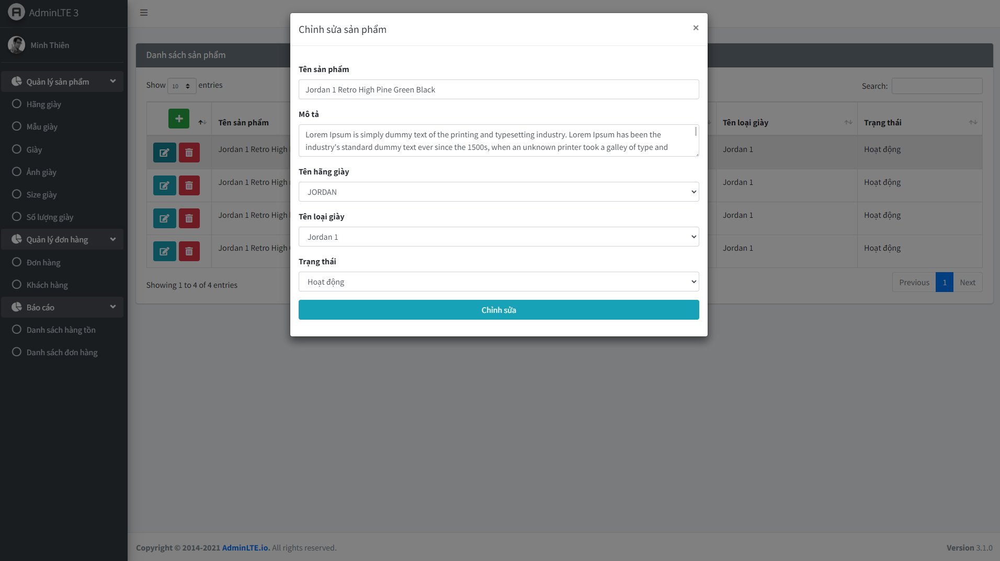 AdminLTE 3
Minh Thiên
Quản lý sản phẩm
Hãng giày
Mẫu giày
Giày
Ảnh giày
Size giày
Số lượng giày
Quản lý đơn hàng
Đơn hàng
Khách hàng
Báo cáo
Danh sách hàng tồn
Danh sách đơn hàng
Danh sách sản phẩm
Show 10 entries
Search:
Tên sản phẩm
Tên loại giày
Trạng thái
Jordan 1 Retro High
Jordan 1
Hoạt động
Jordan 1 Retro High
Jordan 1
Hoạt động
Jordan 1 Retro High
Jordan 1
Hoạt động
Jordan 1 Retro High
Jordan 1
Hoạt động
Showing 1 to 4 of 4 entries
Previous 1 Next
Chỉnh sửa sản phẩm
×
Tên sản phẩm
Jordan 1 Retro High Pine Green Black
Mô tả
Lorem Ipsum is simply dummy text of the printing and typesetting industry. Lorem Ipsum has been the
industry's standard dummy text ever since the 1500s, when an unknown printer took a galley of type and
Tên hãng giày
JORDAN
Tên loại giày
Jordan 1
Trạng thái
Hoạt động
Chỉnh sửa
Copyright © 2014-2021 AdminLTE.io. All rights reserved.
Version 3.1.0